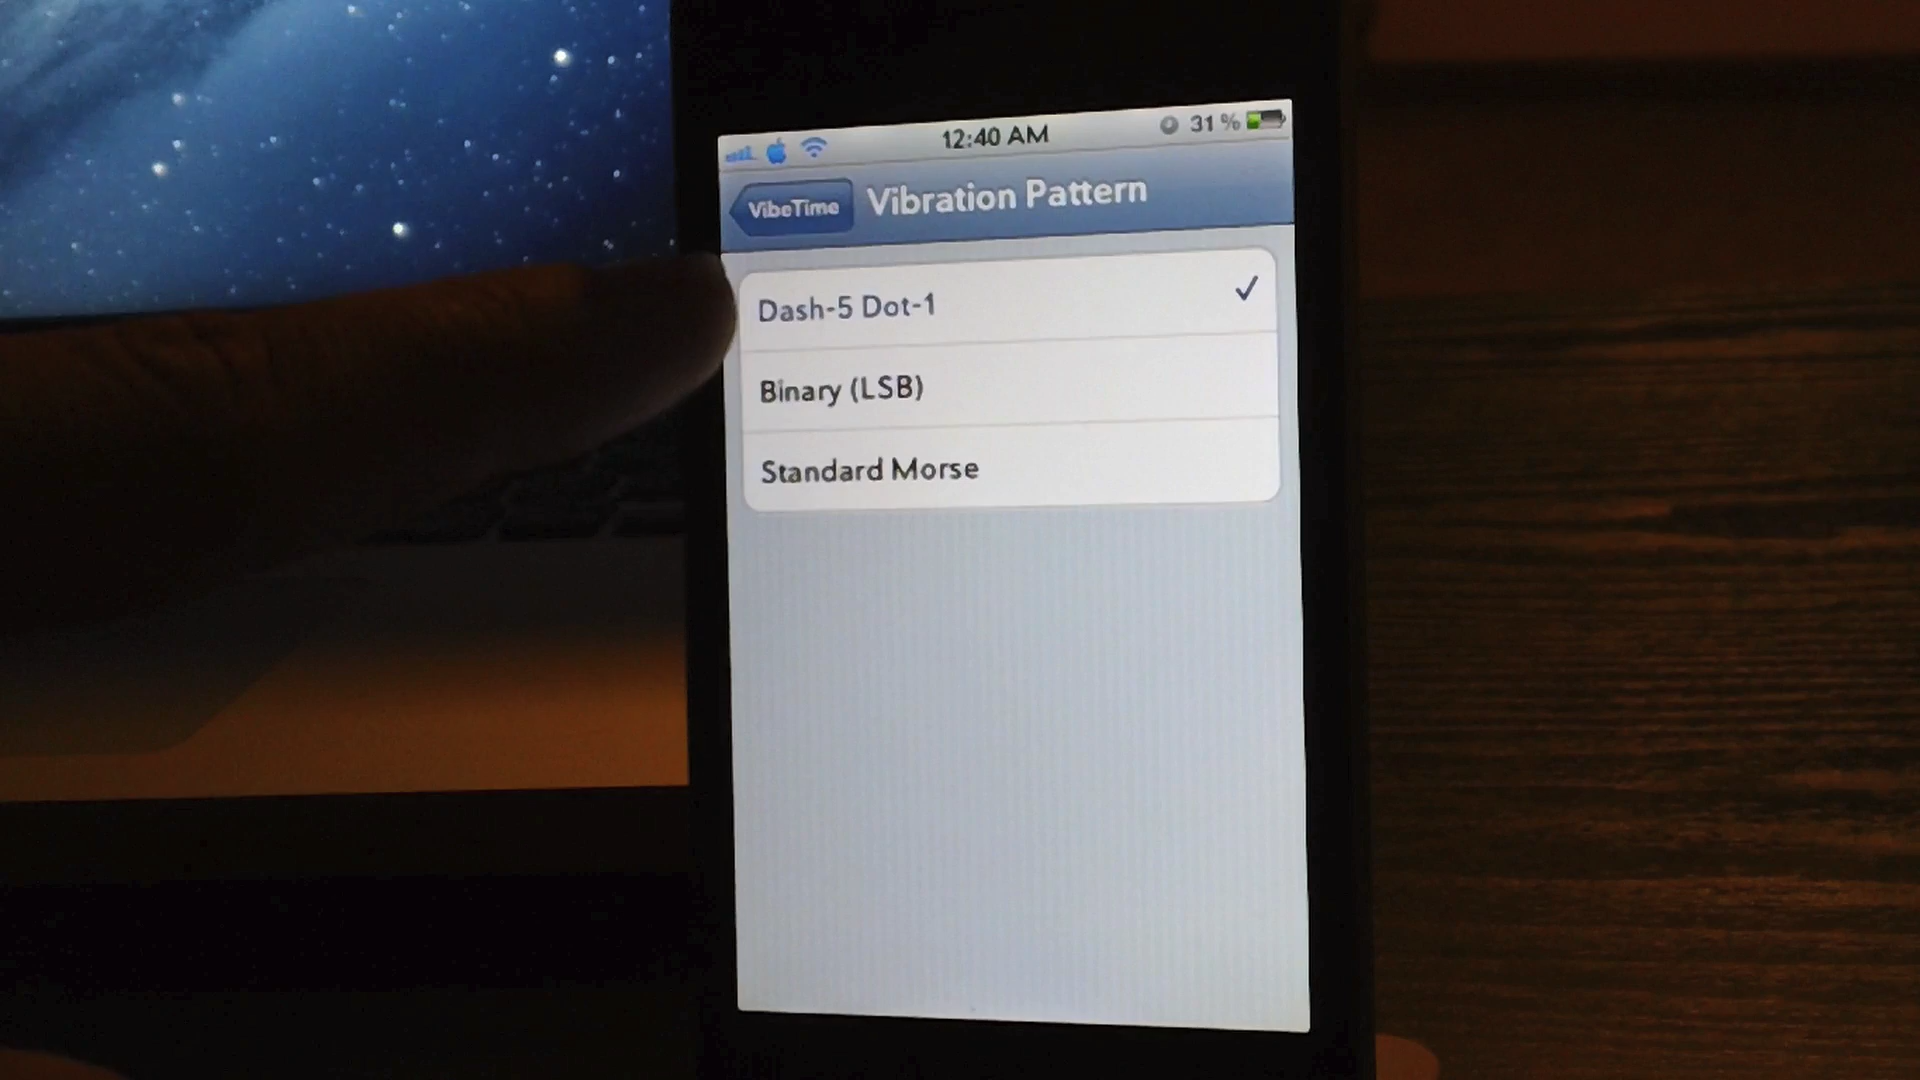 12:40 AM
31 %
VibeTime
Vibration Pattern
Dash-5 Dot-1
Binary (LSB)
Standard Morse